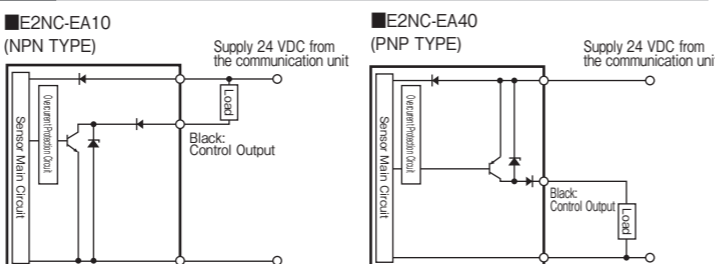 ■E2NC-EA10
(NPN TYPE)
Supply 24 VDC from
the communication unit
Load
Overcurrent Protection Circuit
Sensor Main Circuit
Black:
Control Output
■E2NC-EA40
(PNP TYPE)
Supply 24 VDC from
the communication uni
Overcurrent Protection Circuit
Sensor Main Circuit
Black:
Control Output
Load